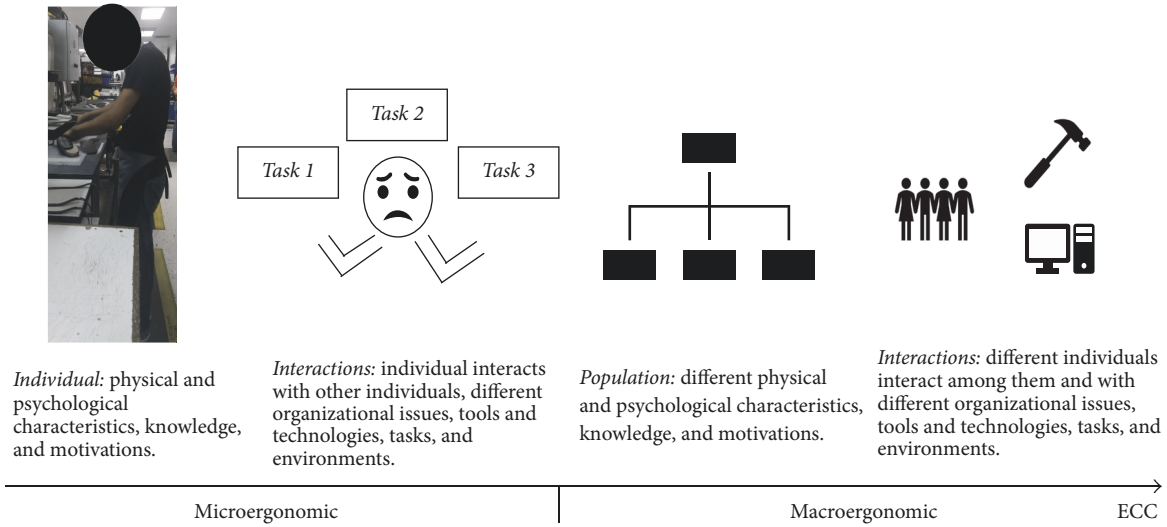 Task 2
Task 1
Task 3
Individual: physical and
psychological
characteristics, knowledge,
and motivations.
Interactions: individual interacts
with other individuals, different
organizational issues, tools and
technologies, tasks, and
environments.
Population: different physical
and psychological characteristics,
knowledge, and motivations.
Interactions: different individuals
interact among them and with
different organizational issues,
tools and technologies, tasks, and
environments.
Microergonomic
Macroergonomic
ECC